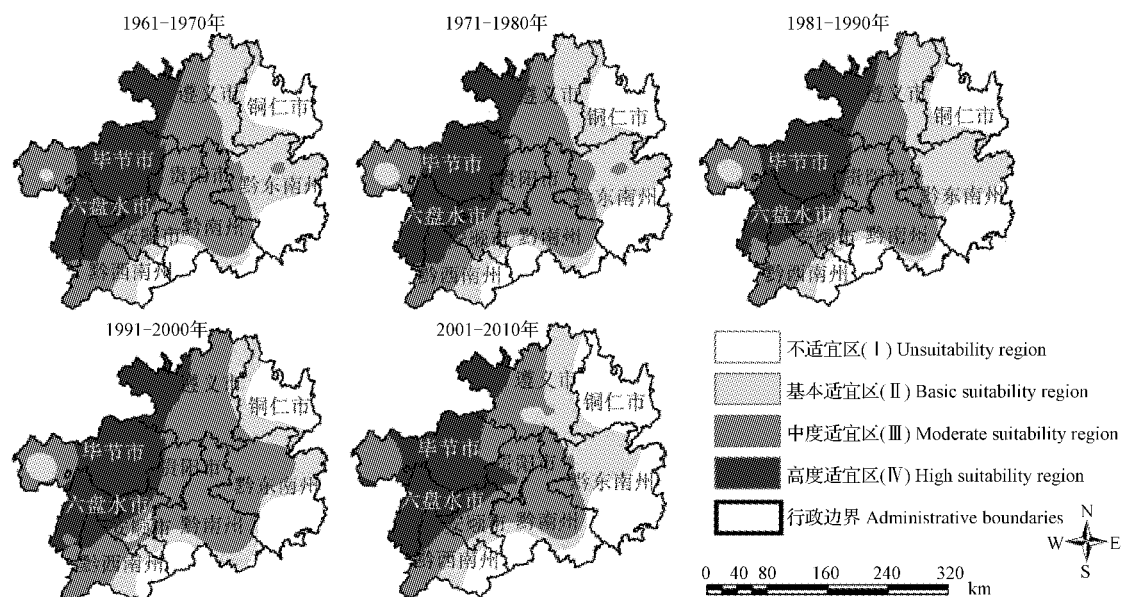 1961-1970年
1971-1980年
1981-1990年
遵义市
铜仁市
毕节市
贵阳市
黔东南州
六盘水市
安顺市
黔南州
黔西南州
遵义市
铜仁市
毕节市
贵阳市
黔东南州
六盘水市
安顺市
黔南州
黔西南州
遵义市
铜仁市
毕节市
贵阳市
黔东南州
六盘水市
安顺市
黔南州
黔西南州
1991-2000年
2001-2010年
遵义市
铜仁市
毕节市
贵阳市
黔东南州
六盘水市
安顺市
黔南州
黔西南州
遵义市
铜仁市
毕节市
贵阳市
黔东南州
六盘水市
安顺市
黔南州
黔西南州
不适宜区(Ⅰ) Unsuitability region
基本适宜区(Ⅱ) Basic suitability region
中度适宜区(Ⅲ) Moderate suitability region
高度适宜区(Ⅳ) High suitability region
行政边界 Administrative boundaries
N
W E
S
0 40 80 160 240 320
km